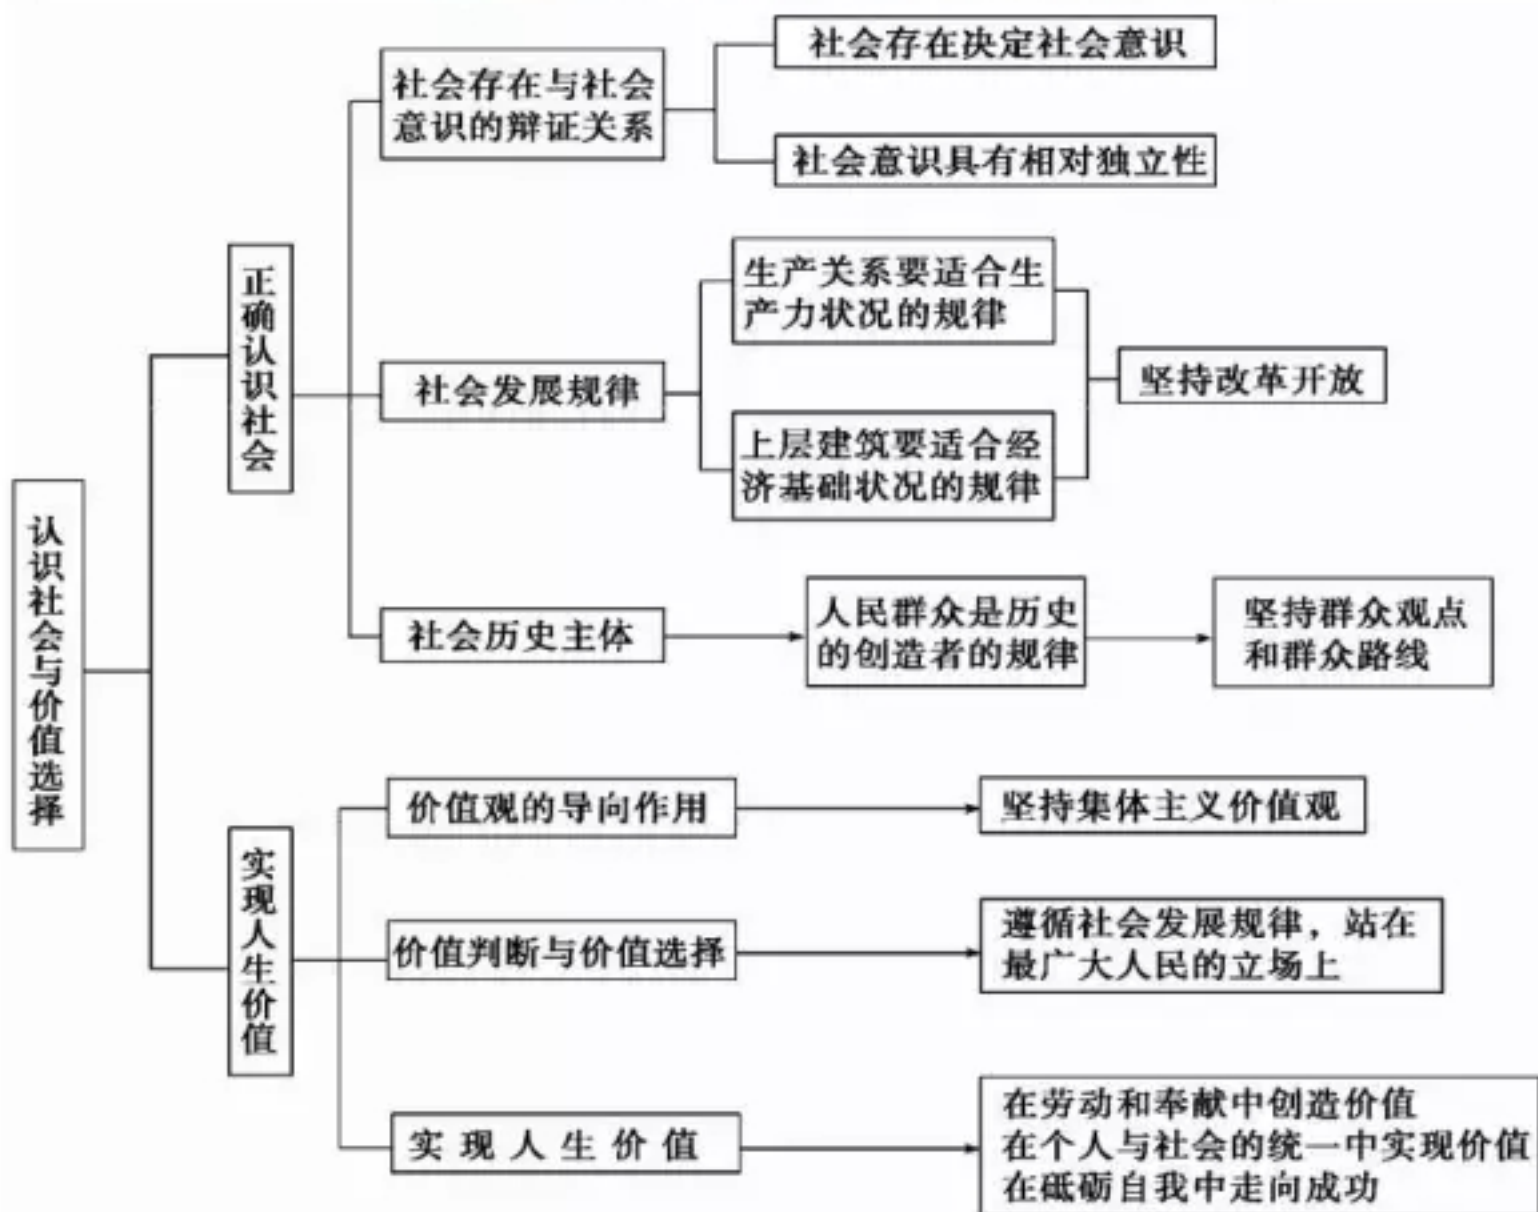 认识社会与价值选择
正确认识社会
社会存在与社会
意识的辩证关系
社会存在决定社会意识
社会意识具有相对独立性
社会发展规律
生产关系要适合生
产力状况的规律
上层建筑要适合经
济基础状况的规律
坚持改革开放
社会历史主体
人民群众是历史
的创造者的规律
坚持群众观点
和群众路线
实现人生价值
价值观的导向作用
坚持集体主义价值观
价值判断与价值选择
遵循社会发展规律，站在
最广大人民的立场上
实现人生价值
在劳动和奉献中创造价值
在个人与社会的统一中实现价值
在砥砺自我中走向成功